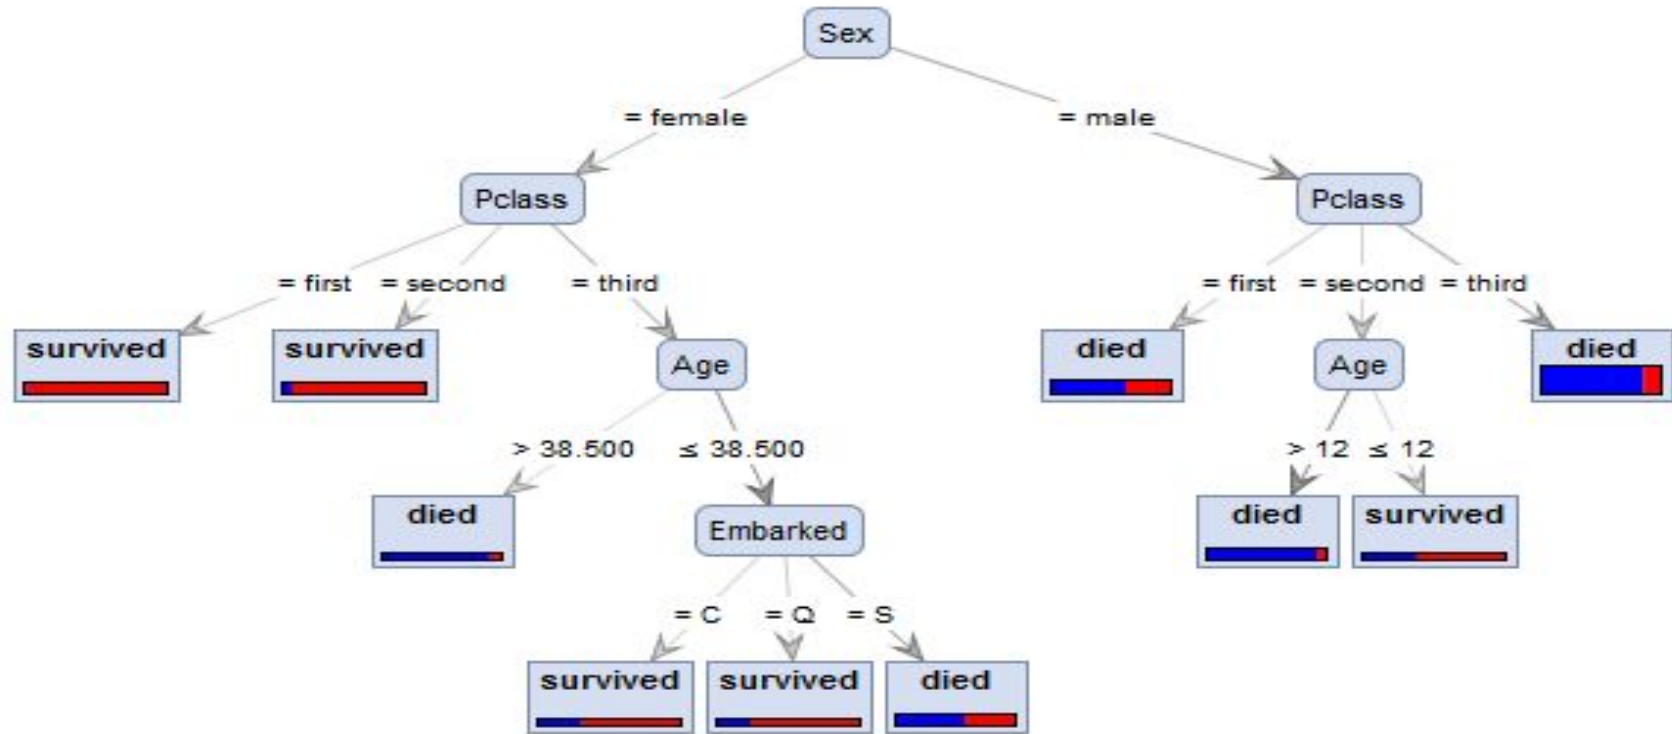 Sex
= female
= male
Pclass
Pclass
= first
= second
= third
= first
= second
= third
survived
survived
Age
died
Age
died
> 38.500
≤ 38.500
> 12
≤ 12
died
Embarked
died
survived
= C
= Q
= S
survived
survived
died